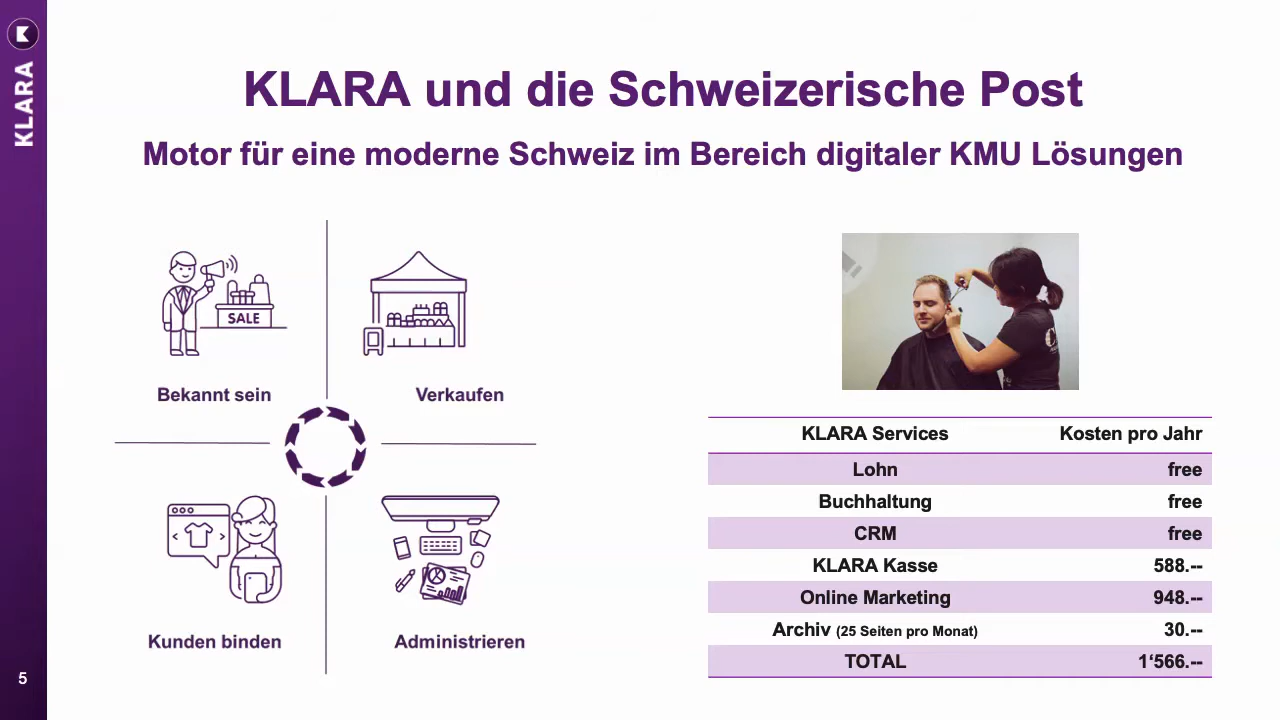 KLARA
KLARA und die Schweizerische Post
Motor für eine moderne Schweiz im Bereich digitaler KMU Lösungen
SALE
Bekannt sein
Verkaufen
Kunden binden
Administrieren
KLARA Services Kosten pro Jahr
Lohn free
Buchhaltung free
CRM free
KLARA Kasse 588.--
Online Marketing 948.--
Archiv (25 Seiten pro Monat) 30.--
TOTAL 1‘566.--
5